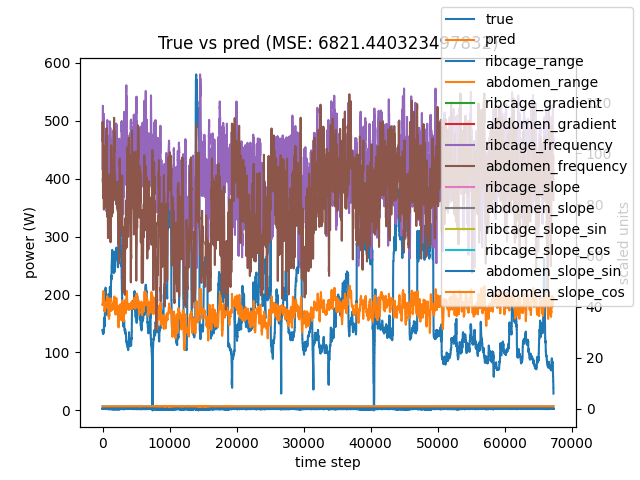 True vs pred (MSE: 6821.440323497832)
true
pred
ribcage_range
abdomen_range
ribcage_gradient
abdomen_gradient
ribcage_frequency
abdomen_frequency
ribcage_slope
abdomen_slope
ribcage_slope_sin
ribcage_slope_cos
abdomen_slope_sin
abdomen_slope_cos
power (W)
600
500
400
300
200
100
0
100
80
60
40
20
0
scaled units
0 10000 20000 30000 40000 50000 60000 70000
time step